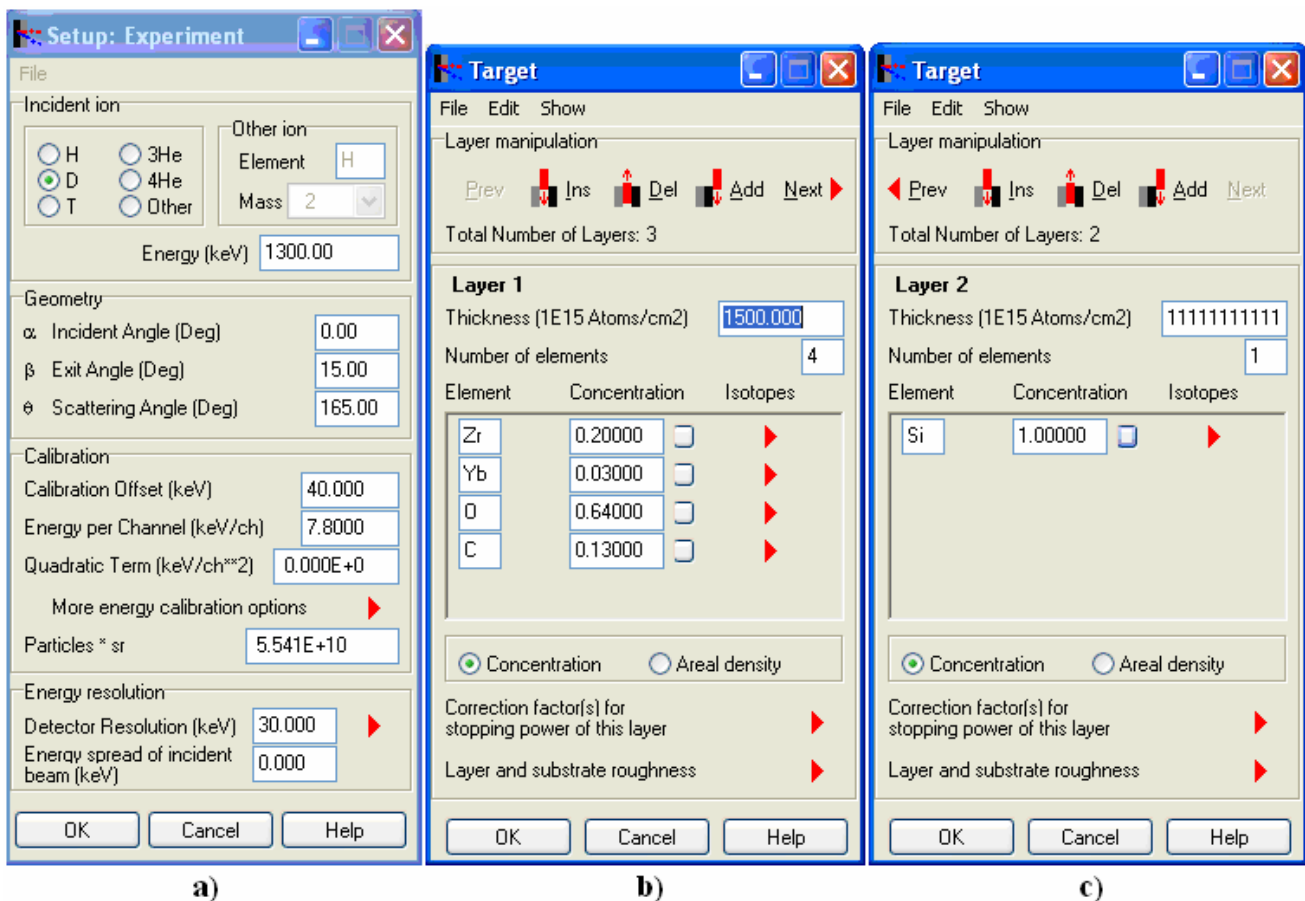 Setup: Experiment
File
Incident ion
H 3He
D 4He
T Other
Other ion
Element H
Mass 2
Energy (keV) 1300.00
Geometry
α Incident Angle (Deg) 0.00
β Exit Angle (Deg) 15.00
θ Scattering Angle (Deg) 165.00
Calibration
Calibration Offset (keV) 40.000
Energy per Channel (keV/ch) 7.8000
Quadratic Term (keV/ch**2) 0.000E+0
More energy calibration options
Particles * sr 5.541E+10
Energy resolution
Detector Resolution (keV) 30.000
Energy spread of incident
beam (keV) 0.000
OK Cancel Help
a)
Target
File Edit Show
Layer manipulation
Prev Ins Del Add Next
Total Number of Layers: 3
Layer 1
Thickness (1E15 Atoms/cm2) 1500.000
Number of elements 4
Element Concentration Isotopes
Zr 0.20000
Yb 0.03000
O 0.64000
C 0.13000
Concentration Areal density
Correction factor(s) for
stopping power of this layer
Layer and substrate roughness
OK Cancel Help
b)
Target
File Edit Show
Layer manipulation
Prev Ins Del Add Next
Total Number of Layers: 2
Layer 2
Thickness (1E15 Atoms/cm2) 11111111111
Number of elements 1
Element Concentration Isotopes
Si 1.00000
Concentration Areal density
Correction factor(s) for
stopping power of this layer
Layer and substrate roughness
OK Cancel Help
c)